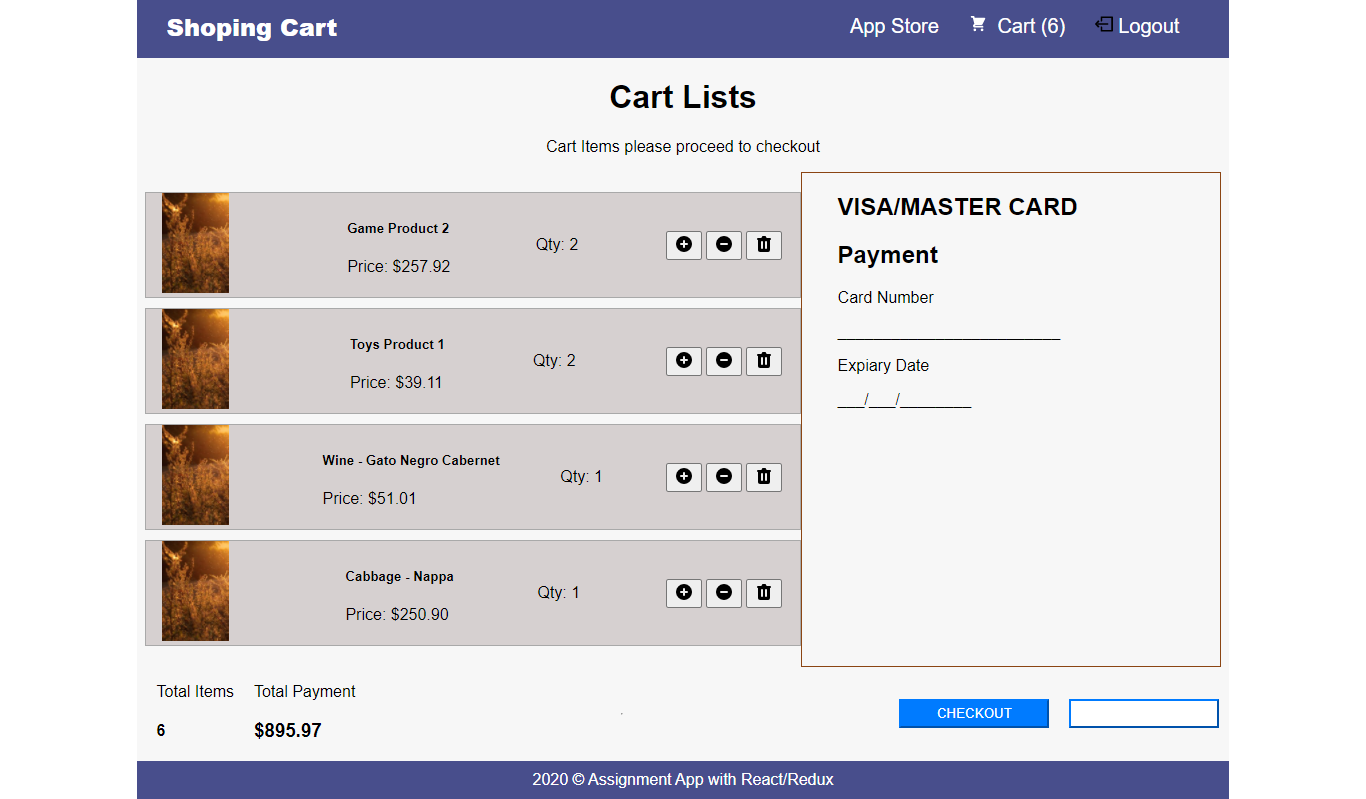 Shoping Cart
App Store
Cart (6)
Logout
Cart Lists
Cart Items please proceed to checkout
Game Product 2
Price: $257.92
Qty: 2
Toys Product 1
Price: $39.11
Qty: 2
Wine - Gato Negro Cabernet
Price: $51.01
Qty: 1
Cabbage - Nappa
Price: $250.90
Qty: 1
VISA/MASTER CARD
Payment
Card Number
_________________________
Expiary Date
___/___/________
Total Items
6
Total Payment
$895.97
CHECKOUT
2020 © Assignment App with React/Redux